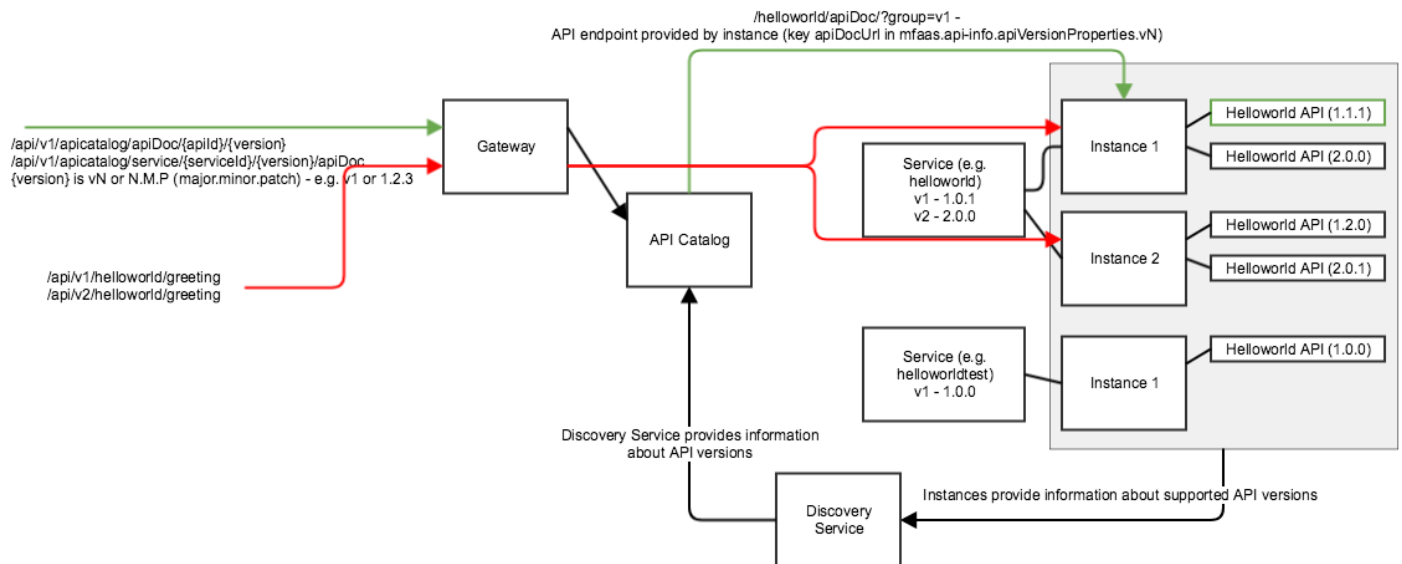 /helloworld/apiDoc/?group=v1 -
API endpoint provided by instance (key apiDocUrl in mfaas.api-info.apiVersionProperties.vN)
/api/v1/apicatalog/apiDoc/{apiId}/{version}
/api/v1/apicatalog/service/{serviceId}/{version}/apiDoc
{version} is vN or N.M.P (major.minor.patch) - e.g. v1 or 1.2.3
/api/v1/helloworld/greeting
/api/v2/helloworld/greeting
Gateway
API Catalog
Service (e.g.
helloworld)
v1 - 1.0.1
v2 - 2.0.0
Instance 1
Helloworld API (1.1.1)
Helloworld API (2.0.0)
Instance 2
Helloworld API (1.2.0)
Helloworld API (2.0.1)
Service (e.g.
helloworldtest)
v1 - 1.0.0
Instance 1
Helloworld API (1.0.0)
Discovery Service provides information
about API versions
Discovery
Service
Instances provide information about supported API versions